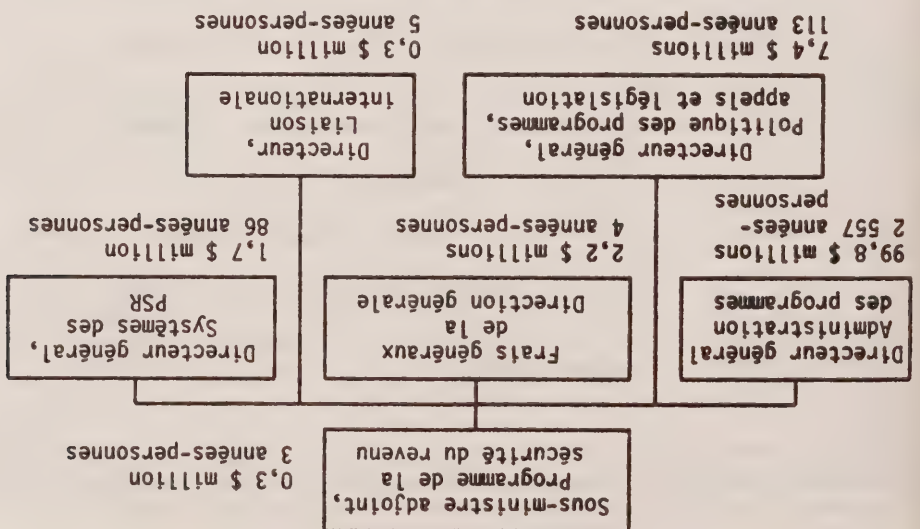 Sous-ministre adjoint,
Programme de la
sécurité du revenu
0,3 $ million
3 années-personnes
Directeur général
Administration
des programmes
99,8 $ millions
2 557 années-
personnes
Frais généraux
de la
Direction générale
2,2 $ millions
4 années-personnes
Directeur général,
Systèmes des
PSR
1,7 $ million
86 années-personnes
Directeur général,
Politique des programmes,
appels et législation
7,4 $ millions
113 années-personnes
Directeur,
Liaison
internationale
0,3 $ million
5 années-personnes